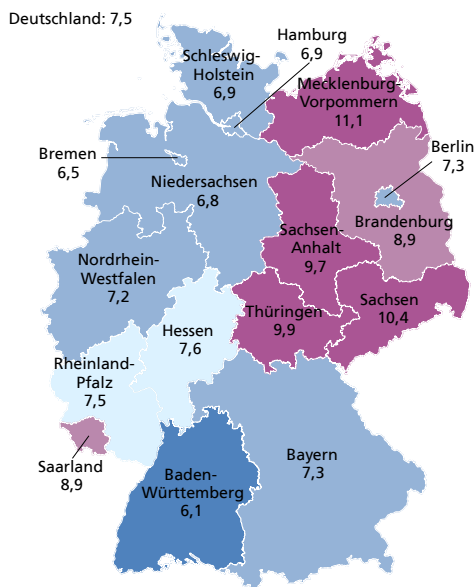 Deutschland: 7,5
Hamburg
6,9
Schleswig-
Holstein
6,9
Mecklenburg-
Vorpommern
11,1
Bremen
6,5
Berlin
7,3
Niedersachsen
6,8
Brandenburg
8,9
Sachsen-
Anhalt
9,7
Nordrhein-
Westfalen
7,2
Sachsen
10,4
Thüringen
9,9
Hessen
7,6
Rheinland-
Pfalz
7,5
Saarland
8,9
Bayern
7,3
Baden-
Württemberg
6,1